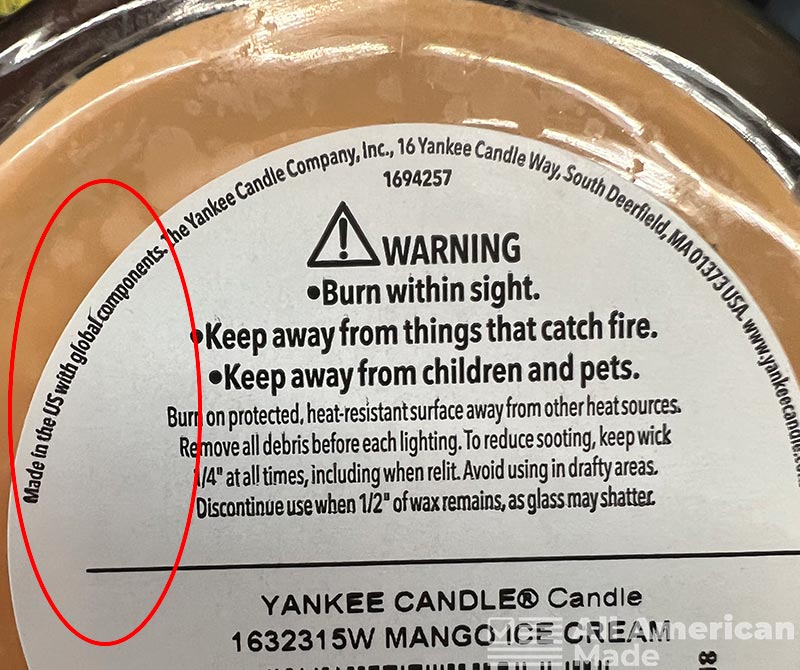 Made in the US with global components. The Yankee Candle Company, Inc., 16 Yankee Candle Way, South Deerfield, MA 01373 USA. www.yankeecandle.
1694257
WARNING
•Burn within sight.
•Keep away from things that catch fire.
•Keep away from children and pets.
Burn on protected, heat-resistant surface away from other heat sources.
Remove all debris before each lighting. To reduce sooting, keep wick
1/4" at all times, including when relit. Avoid using in drafty areas.
Discontinue use when 1/2" of wax remains, as glass may shatter.
YANKEE CANDLE® Candle
1632315W MANGO ICE CREAM
All American
Made